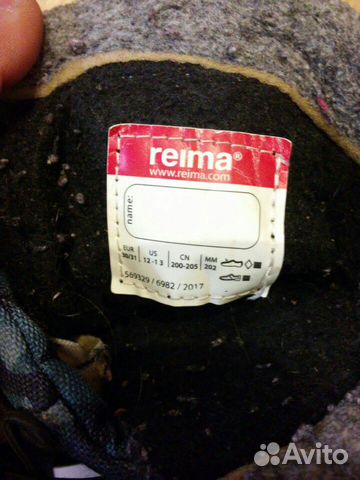 reima®
www.reima.com
name:
EUR US CN MM
30/31 12-13 200-205 202
569329 / 6982 / 2017
Avito